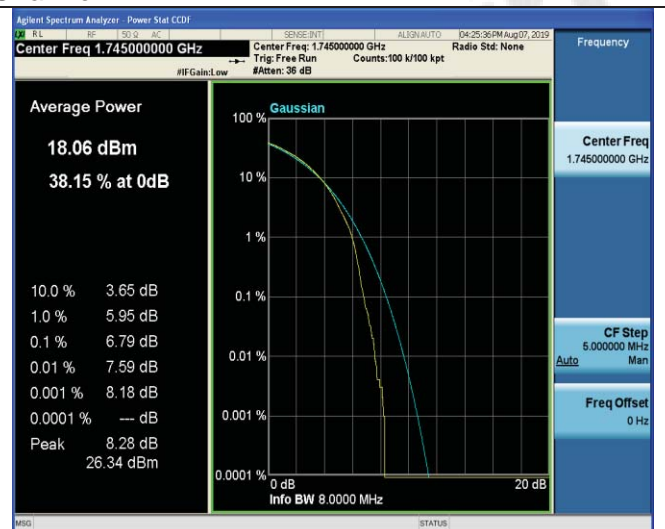 Agilent Spectrum Analyzer - Power Stat CCDF
LXI RL RF 50 Ω AC SENSE:INT ALIGN AUTO 04:25:36 PM Aug 07, 2019
Center Freq 1.745000000 GHz
Center Freq: 1.745000000 GHz Radio Std: None
Trig: Free Run Counts:100 k/100 kpt
#IFGain:Low #Atten: 36 dB
Frequency
Average Power
18.06 dBm
38.15 % at 0dB
10.0 % 3.65 dB
1.0 % 5.95 dB
0.1 % 6.79 dB
0.01 % 7.59 dB
0.001 % 8.18 dB
0.0001 % --- dB
Peak 8.28 dB
26.34 dBm
Gaussian
100 %
10 %
1 %
0.1 %
0.01 %
0.001 %
0.0001 %
0 dB 20 dB
Info BW 8.0000 MHz
Center Freq
1.745000000 GHz
CF Step
5.000000 MHz
Auto Man
Freq Offset
0 Hz
MSG STATUS